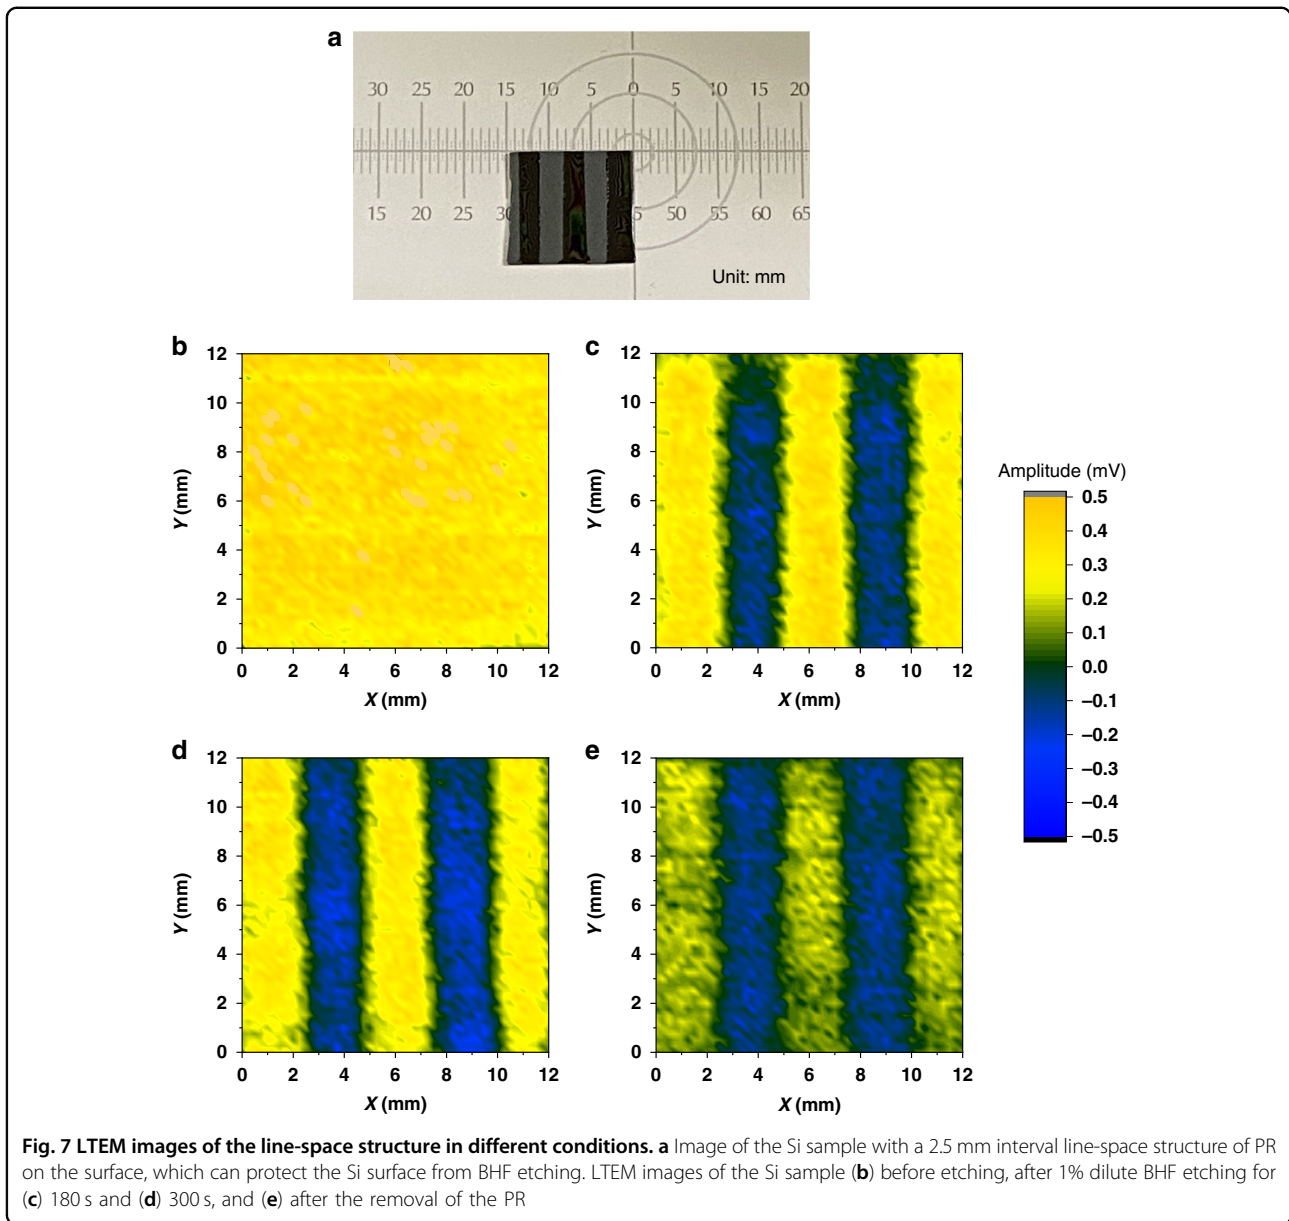 a
30 25 20 15 10 5 0 5 10 15 20
15 20 25 30 5 50 55 60 65
Unit: mm
b
12
10
8
6
4
2
0
Y (mm)
0 2 4 6 8 10 12
X (mm)
c
12
10
8
6
4
2
0
Y (mm)
0 2 4 6 8 10 12
X (mm)
Amplitude (mV)
0.5
0.4
0.3
0.2
0.1
0.0
–0.1
–0.2
–0.3
–0.4
–0.5
d
12
10
8
6
4
2
0
Y (mm)
0 2 4 6 8 10 12
X (mm)
e
12
10
8
6
4
2
0
Y (mm)
0 2 4 6 8 10 12
X (mm)
Fig. 7 LTEM images of the line-space structure in different conditions. a Image of the Si sample with a 2.5 mm interval line-space structure of PR
on the surface, which can protect the Si surface from BHF etching. LTEM images of the Si sample (b) before etching, after 1% dilute BHF etching for
(c) 180 s and (d) 300 s, and (e) after the removal of the PR